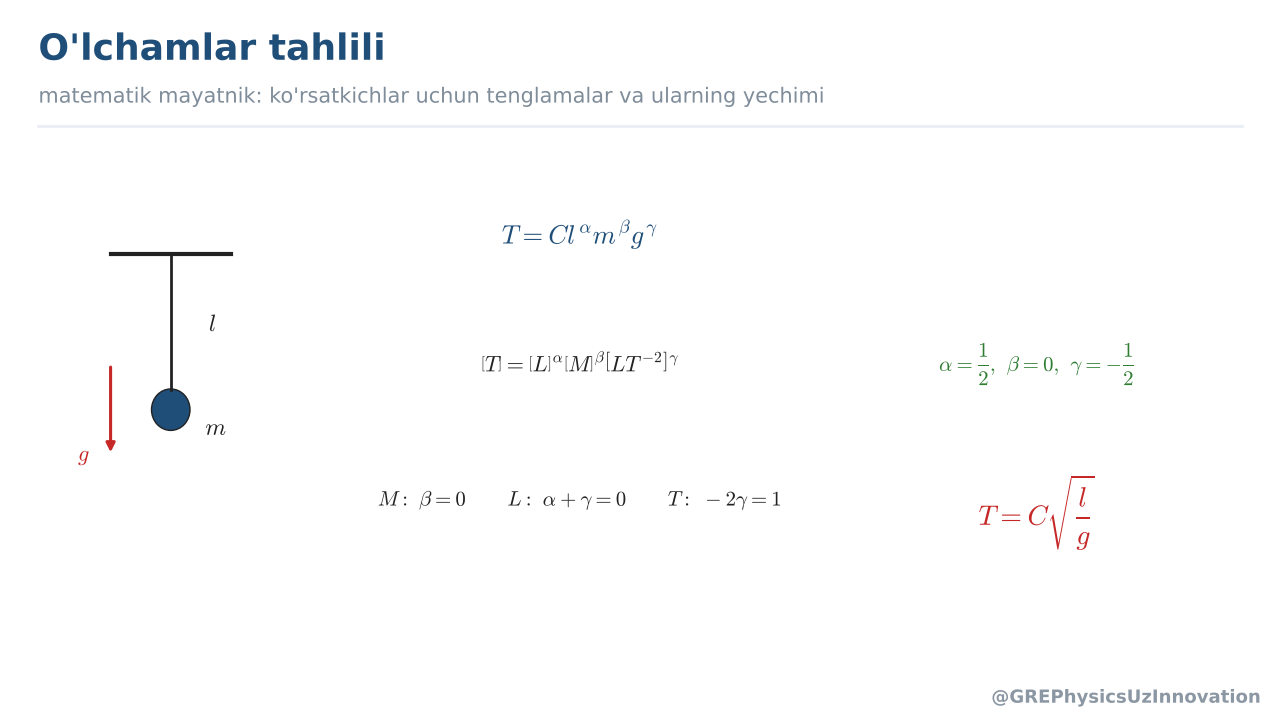 O'lchamlar tahlili
matematik mayatnik: ko'rsatkichlar uchun tenglamalar va ularning yechimi
T = Cl^α m^β g^γ
l
[T] = [L]^α [M]^β [LT^{-2}]^γ
α = 1/2, β = 0, γ = -1/2
m
g
M: β = 0 L: α + γ = 0 T: -2γ = 1
T = C√(l/g)
@GREPhysicsUzInnovation